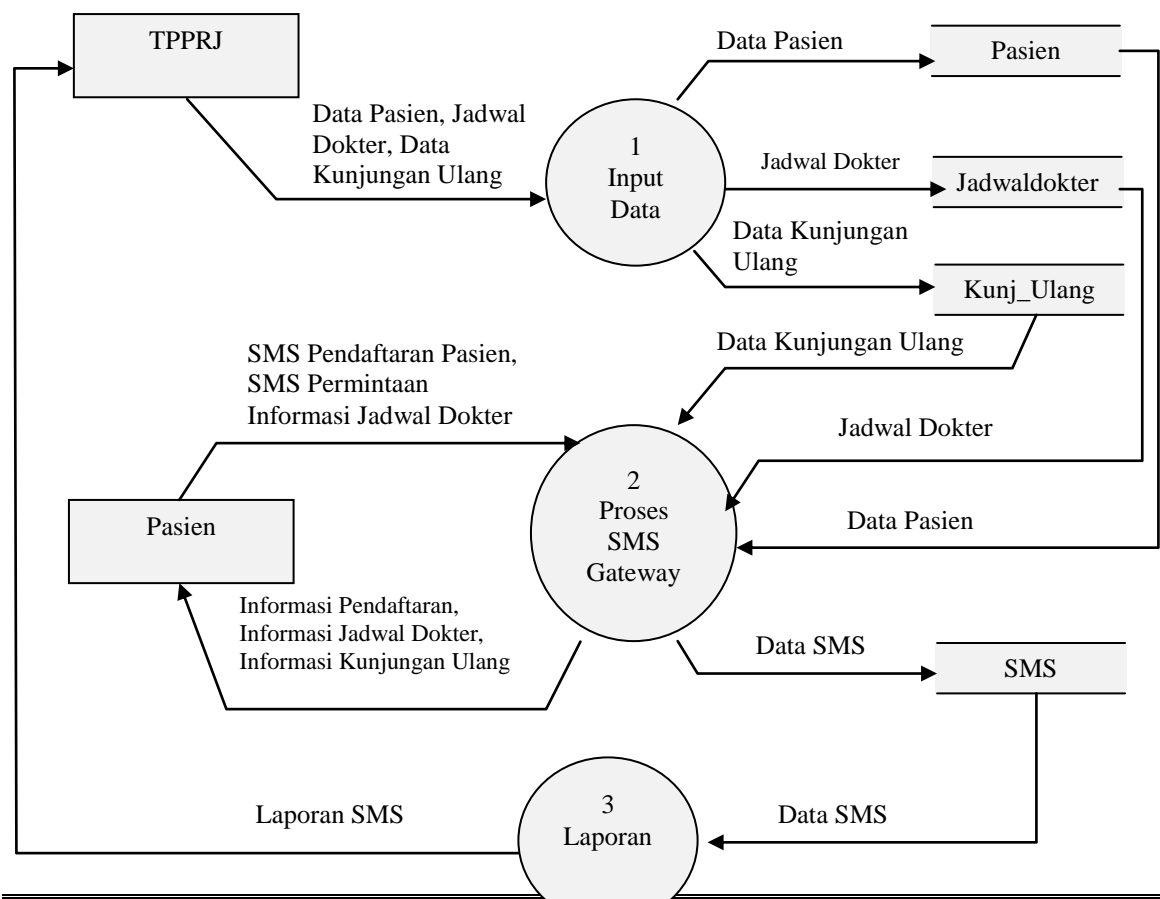 TPPRJ
Data Pasien
Pasien
Data Pasien, Jadwal
Dokter, Data
Kunjungan Ulang
1
Input
Data
Jadwal Dokter
Jadwaldokter
Data Kunjungan
Ulang
Kunj_Ulang
Data Kunjungan Ulang
SMS Pendaftaran Pasien,
SMS Permintaan
Informasi Jadwal Dokter
Jadwal Dokter
2
Proses
SMS
Gateway
Pasien
Data Pasien
Informasi Pendaftaran,
Informasi Jadwal Dokter,
Informasi Kunjungan Ulang
Data SMS
SMS
3
Laporan
Laporan SMS
Data SMS